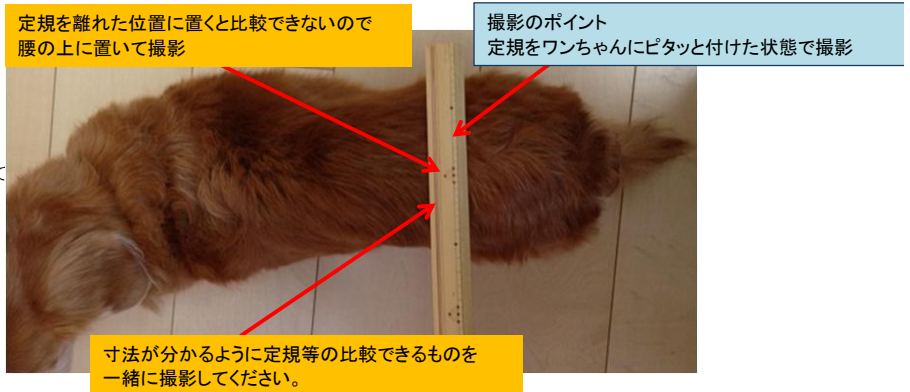 定規を離れた位置に置くと比較できないので
腰の上に置いて撮影
撮影のポイント
定規をワンちゃんにピタッと付けた状態で撮影
て
寸法が分かるように定規等の比較できるものを
一緒に撮影してください。